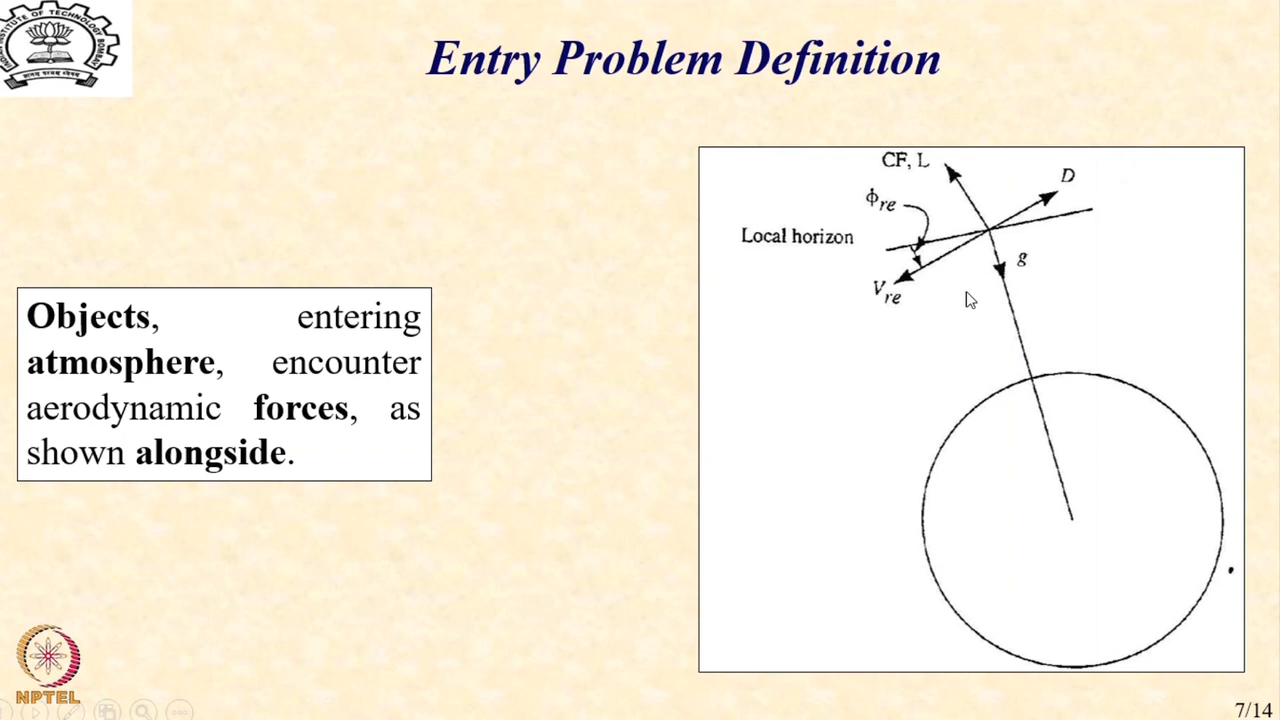 Entry Problem Definition
CF, L
D
ϕre
Local horizon
g
Vre
Objects, entering
atmosphere, encounter
aerodynamic forces, as
shown alongside.
NPTEL
7/14